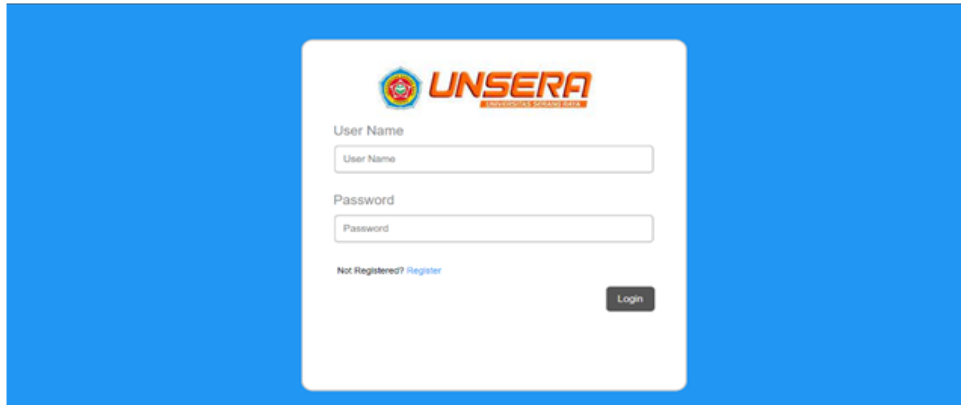 UNSERA
UNIVERSITAS SERANG RAYA
User Name
User Name
Password
Password
Not Registered? Register
Login